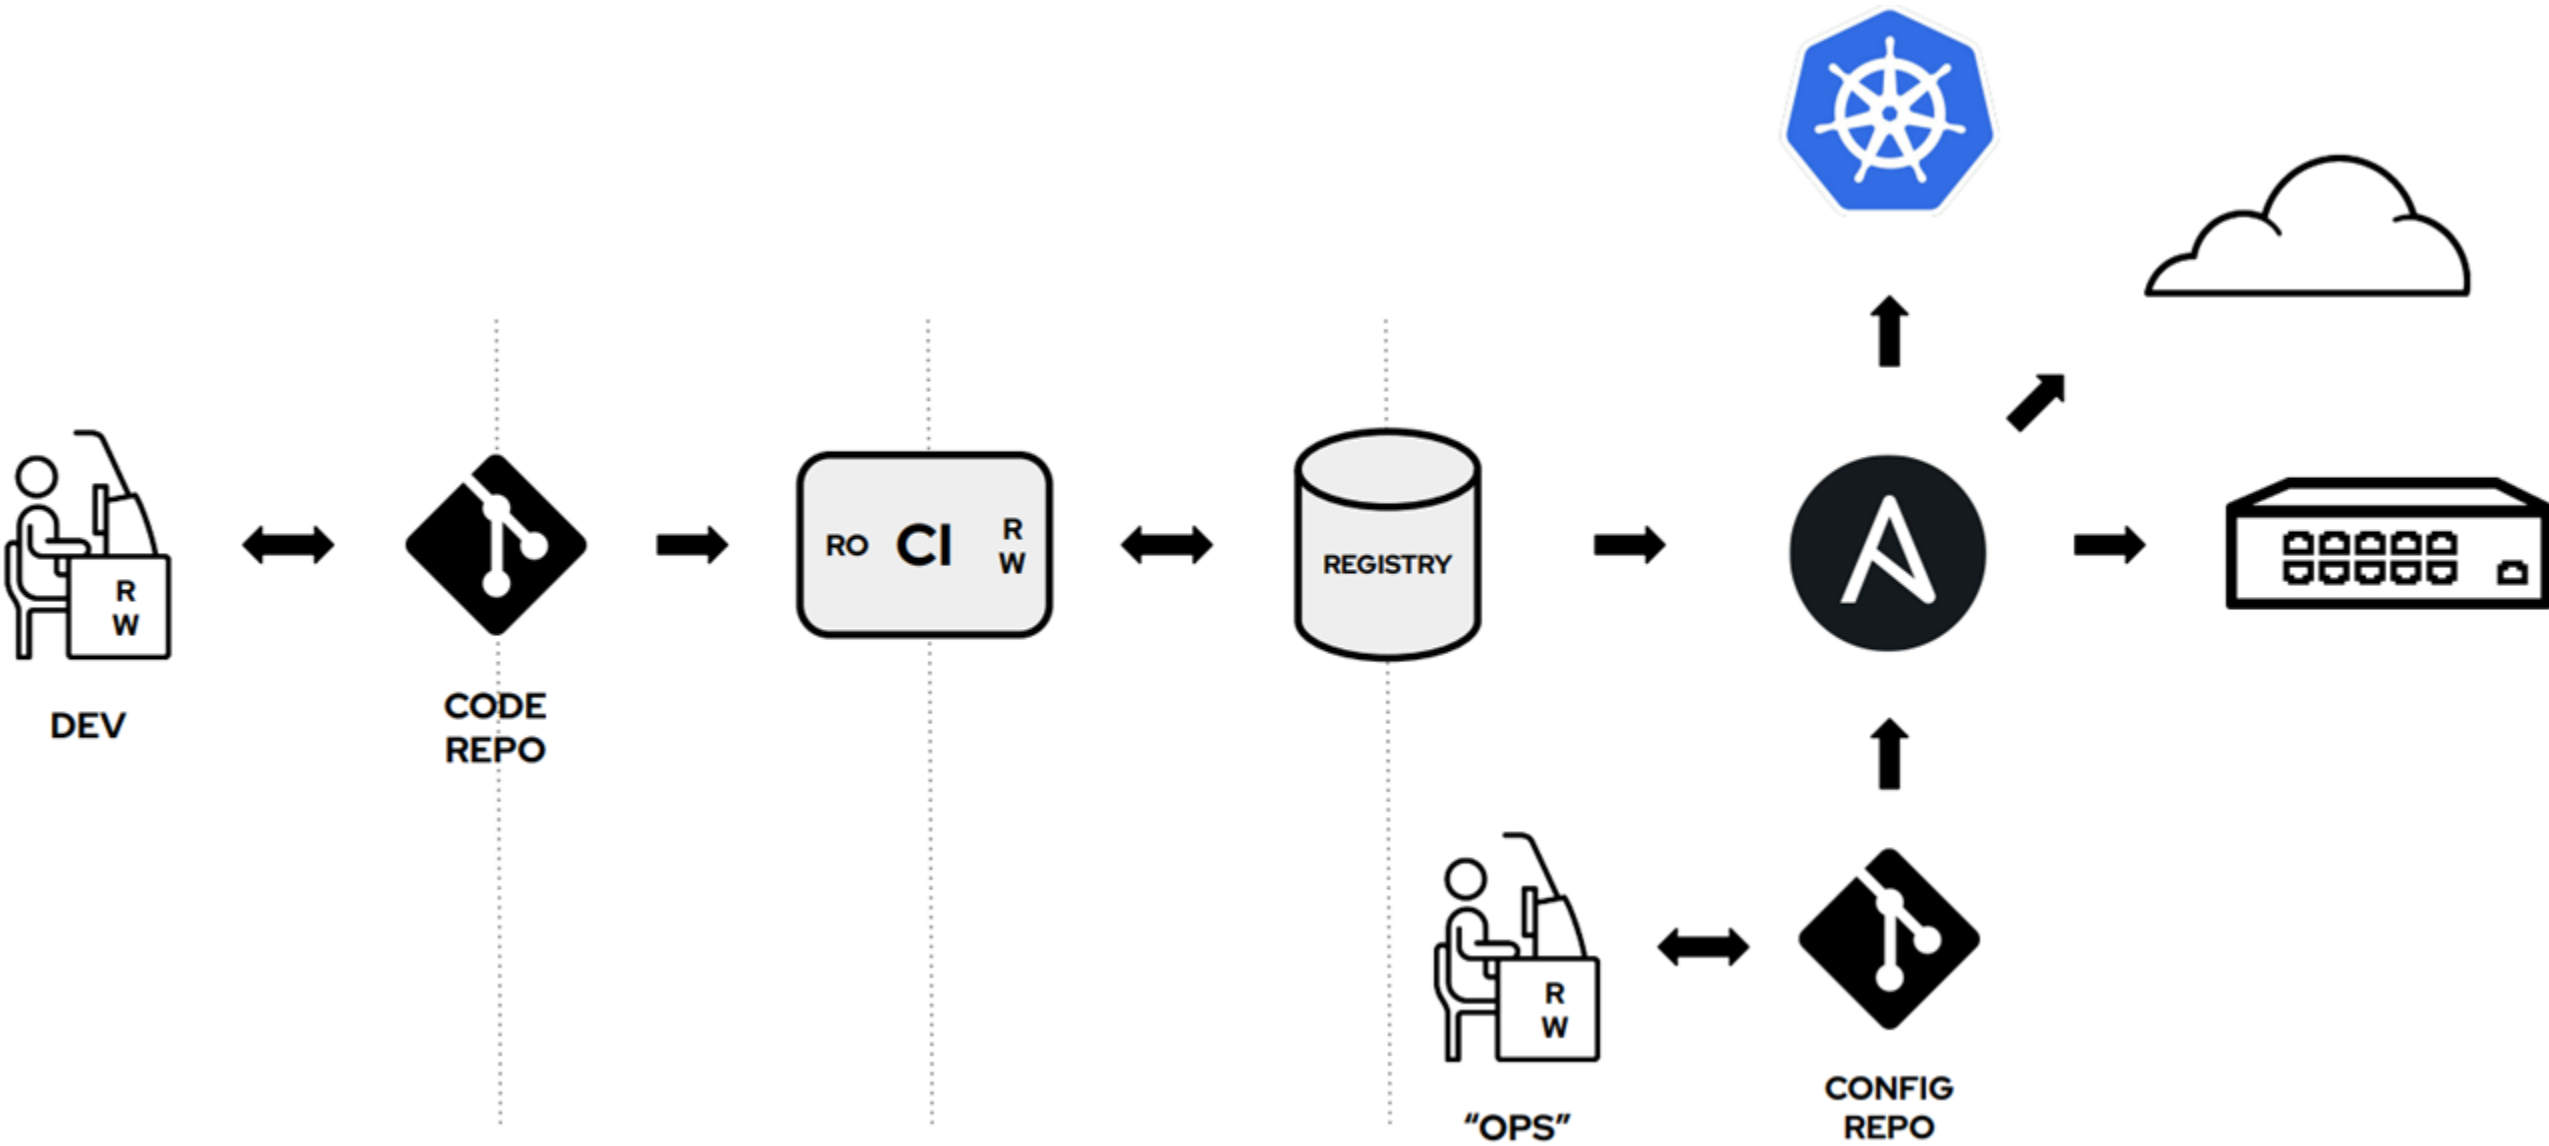 RO CI R
W
REGISTRY
R
W
DEV
CODE
REPO
R
W
"OPS"
CONFIG
REPO